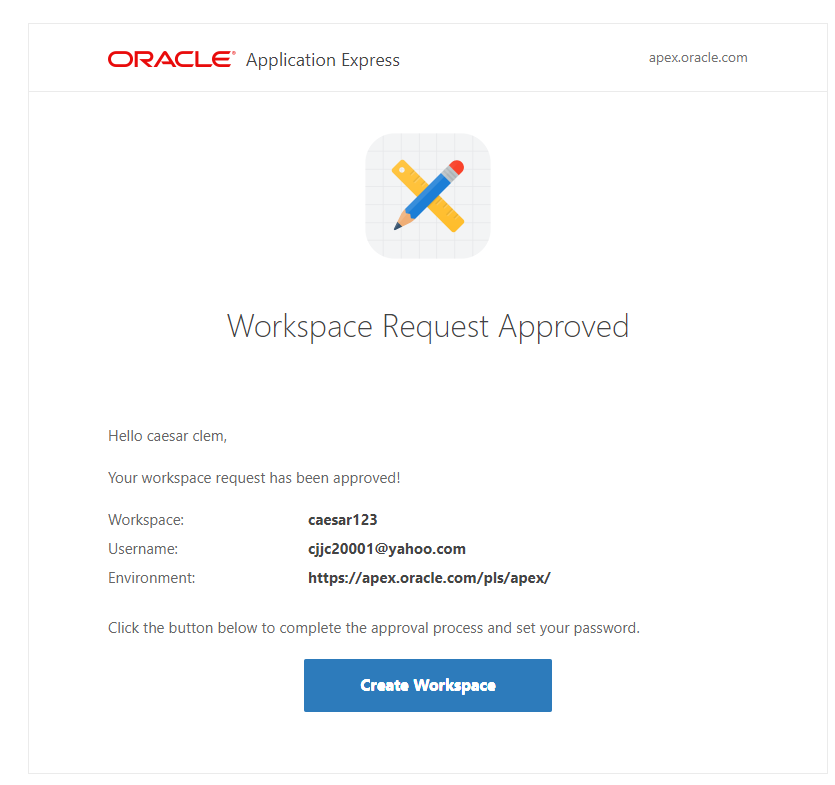 ORACLE® Application Express
apex.oracle.com
Workspace Request Approved
Hello caesar clem,
Your workspace request has been approved!
Workspace: caesar123
Username: cjjc20001@yahoo.com
Environment: https://apex.oracle.com/pls/apex/
Click the button below to complete the approval process and set your password.
Create Workspace